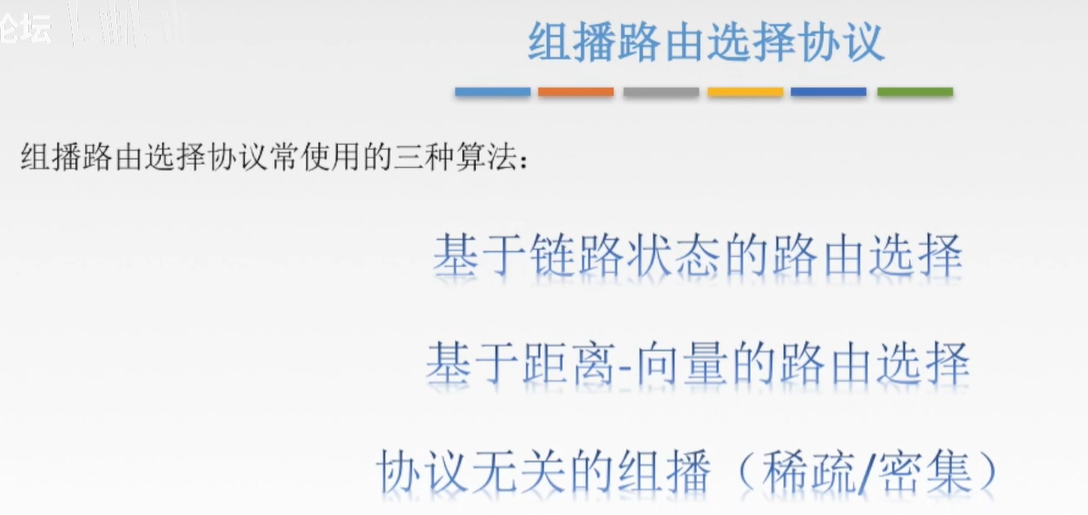 论坛
组播路由选择协议
组播路由选择协议常使用的三种算法：
基于链路状态的路由选择
基于距离-向量的路由选择
协议无关的组播（稀疏/密集）